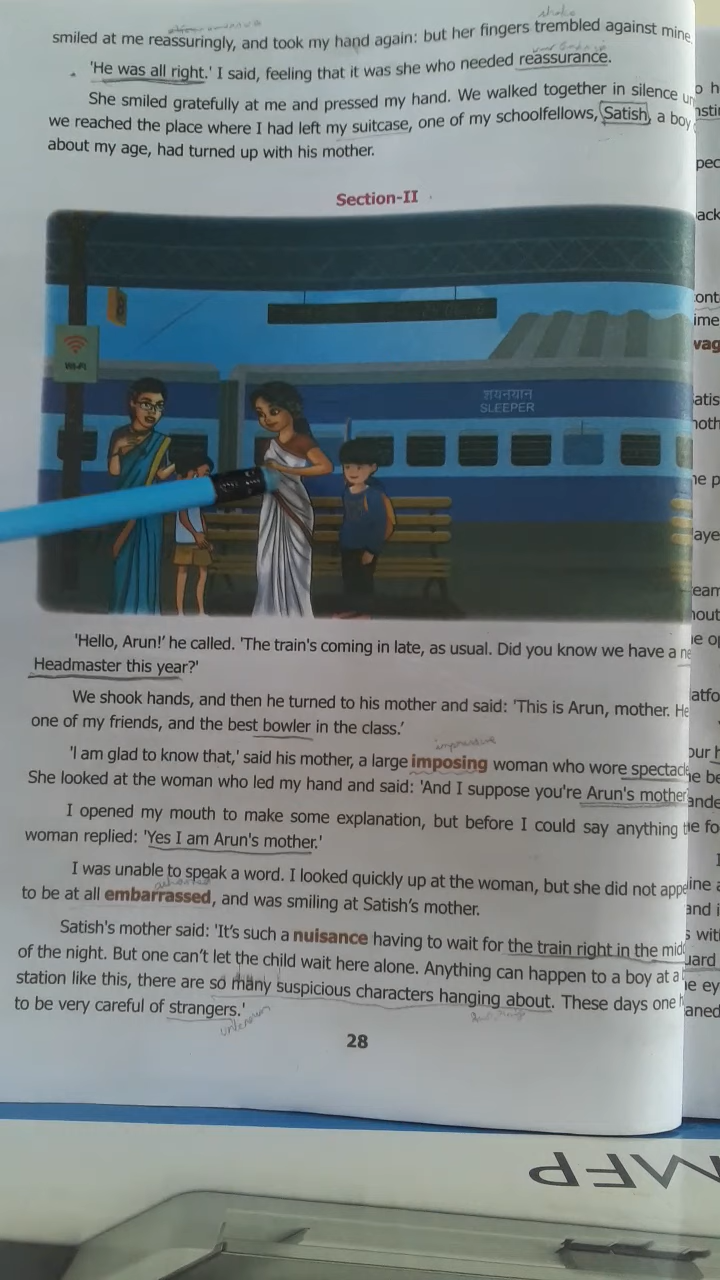 smiled at me reassuringly, and took my hand again: but her fingers trembled against mine
shake
'He was all right.' I said, feeling that it was she who needed reassurance.
She smiled gratefully at me and pressed my hand. We walked together in silence un
we reached the place where I had left my suitcase, one of my schoolfellows, Satish, a boy
about my age, had turned up with his mother.
Section-II
Wi-Fi
शयनयान
SLEEPER
'Hello, Arun!' he called. 'The train's coming in late, as usual. Did you know we have a ne
Headmaster this year?'
We shook hands, and then he turned to his mother and said: 'This is Arun, mother. He
one of my friends, and the best bowler in the class.'
'I am glad to know that,' said his mother, a large imposing woman who wore spectacle
She looked at the woman who led my hand and said: 'And I suppose you're Arun's mother
I opened my mouth to make some explanation, but before I could say anything the
woman replied: 'Yes I am Arun's mother.'
I was unable to speak a word. I looked quickly up at the woman, but she did not appe
to be at all embarrassed, and was smiling at Satish's mother.
Satish's mother said: 'It's such a nuisance having to wait for the train right in the mid
of the night. But one can't let the child wait here alone. Anything can happen to a boy at a
station like this, there are so many suspicious characters hanging about. These days one h
to be very careful of strangers.'
unknown
28
MFP